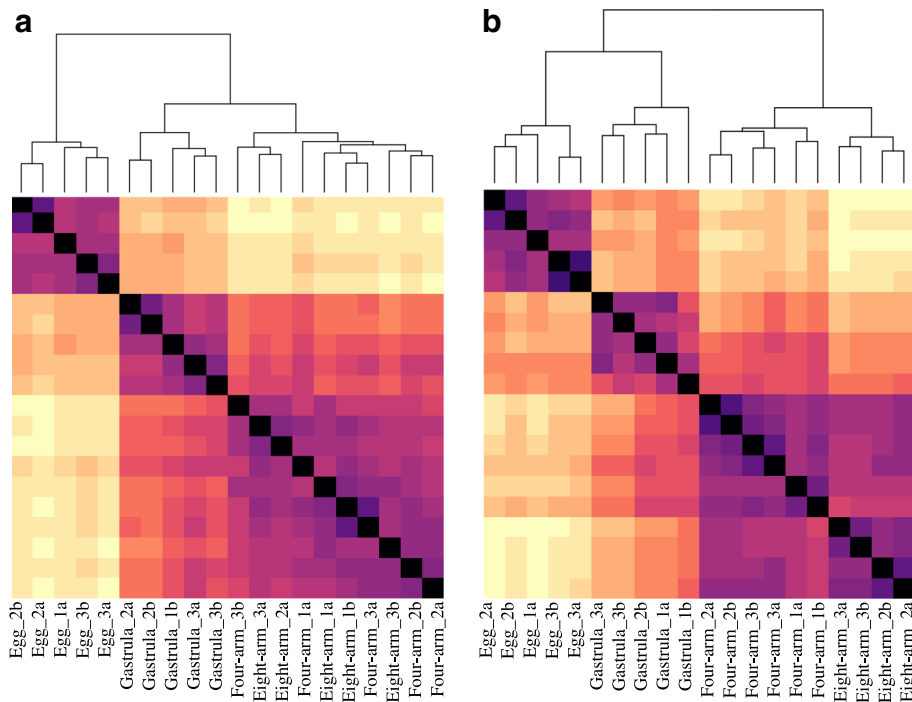 a
b
Egg_2b
Egg_2a
Egg_1a
Egg_3b
Egg_3a
Gastrula_2a
Gastrula_2b
Gastrula_1b
Gastrula_3a
Gastrula_3b
Four-arm_3b
Eight-arm_3a
Eight-arm_2a
Four-arm_1a
Eight-arm_1a
Eight-arm_1b
Four-arm_3a
Eight-arm_3b
Four-arm_2b
Four-arm_2a
Egg_2a
Egg_2b
Egg_1a
Egg_3b
Egg_3a
Gastrula_3a
Gastrula_3b
Gastrula_2b
Gastrula_1a
Gastrula_1b
Four-arm_2a
Four-arm_2b
Four-arm_3b
Four-arm_3a
Four-arm_1a
Four-arm_1b
Eight-arm_3a
Eight-arm_3b
Eight-arm_2b
Eight-arm_2a